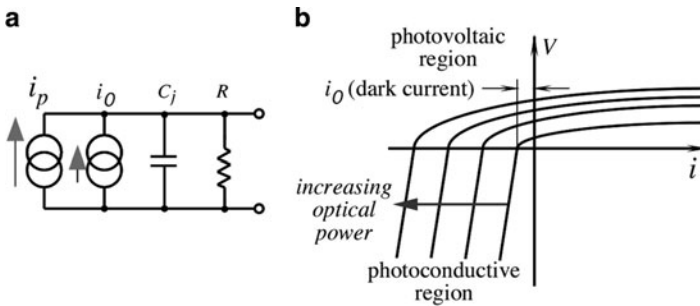 a
i_p
i_0
C_j
R
b
photovoltaic
region
V
i_0 (dark current)
i
increasing
optical
power
photoconductive
region